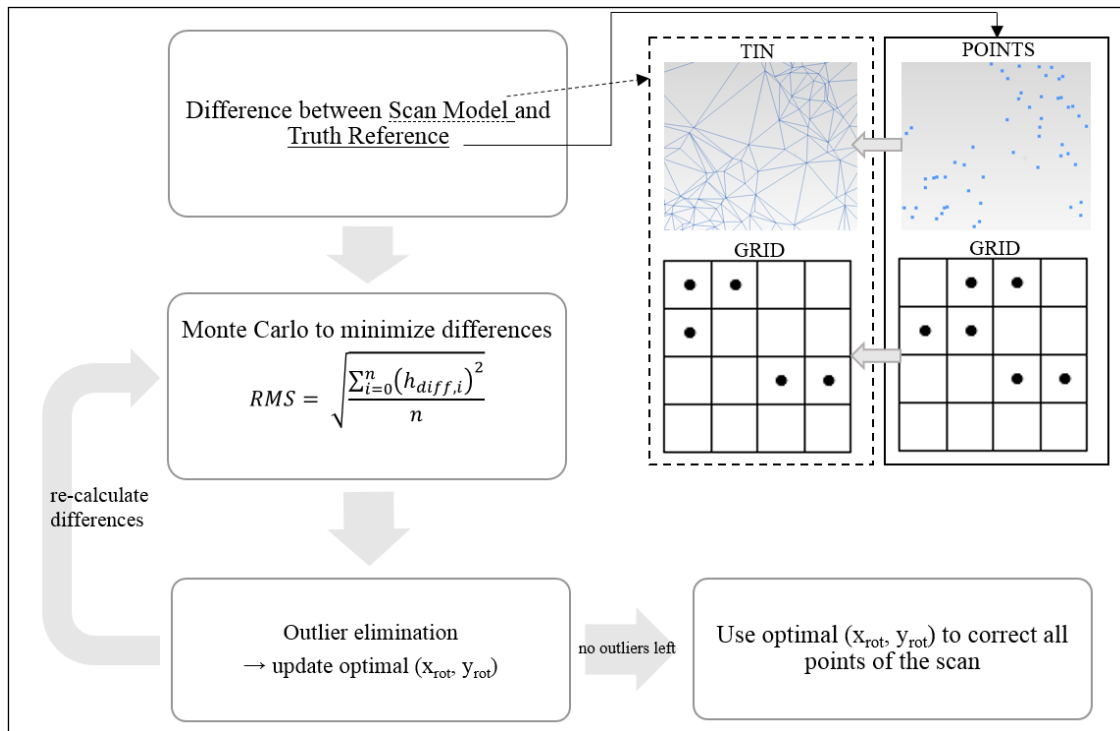 Difference between Scan Model and
Truth Reference
TIN
POINTS
GRID
GRID
Monte Carlo to minimize differences
RMS = √(∑ⁿᵢ₌₀(h_diff,i)² / n)
re-calculate
differences
Outlier elimination
→ update optimal (x_rot, y_rot)
no outliers left
Use optimal (x_rot, y_rot) to correct all
points of the scan